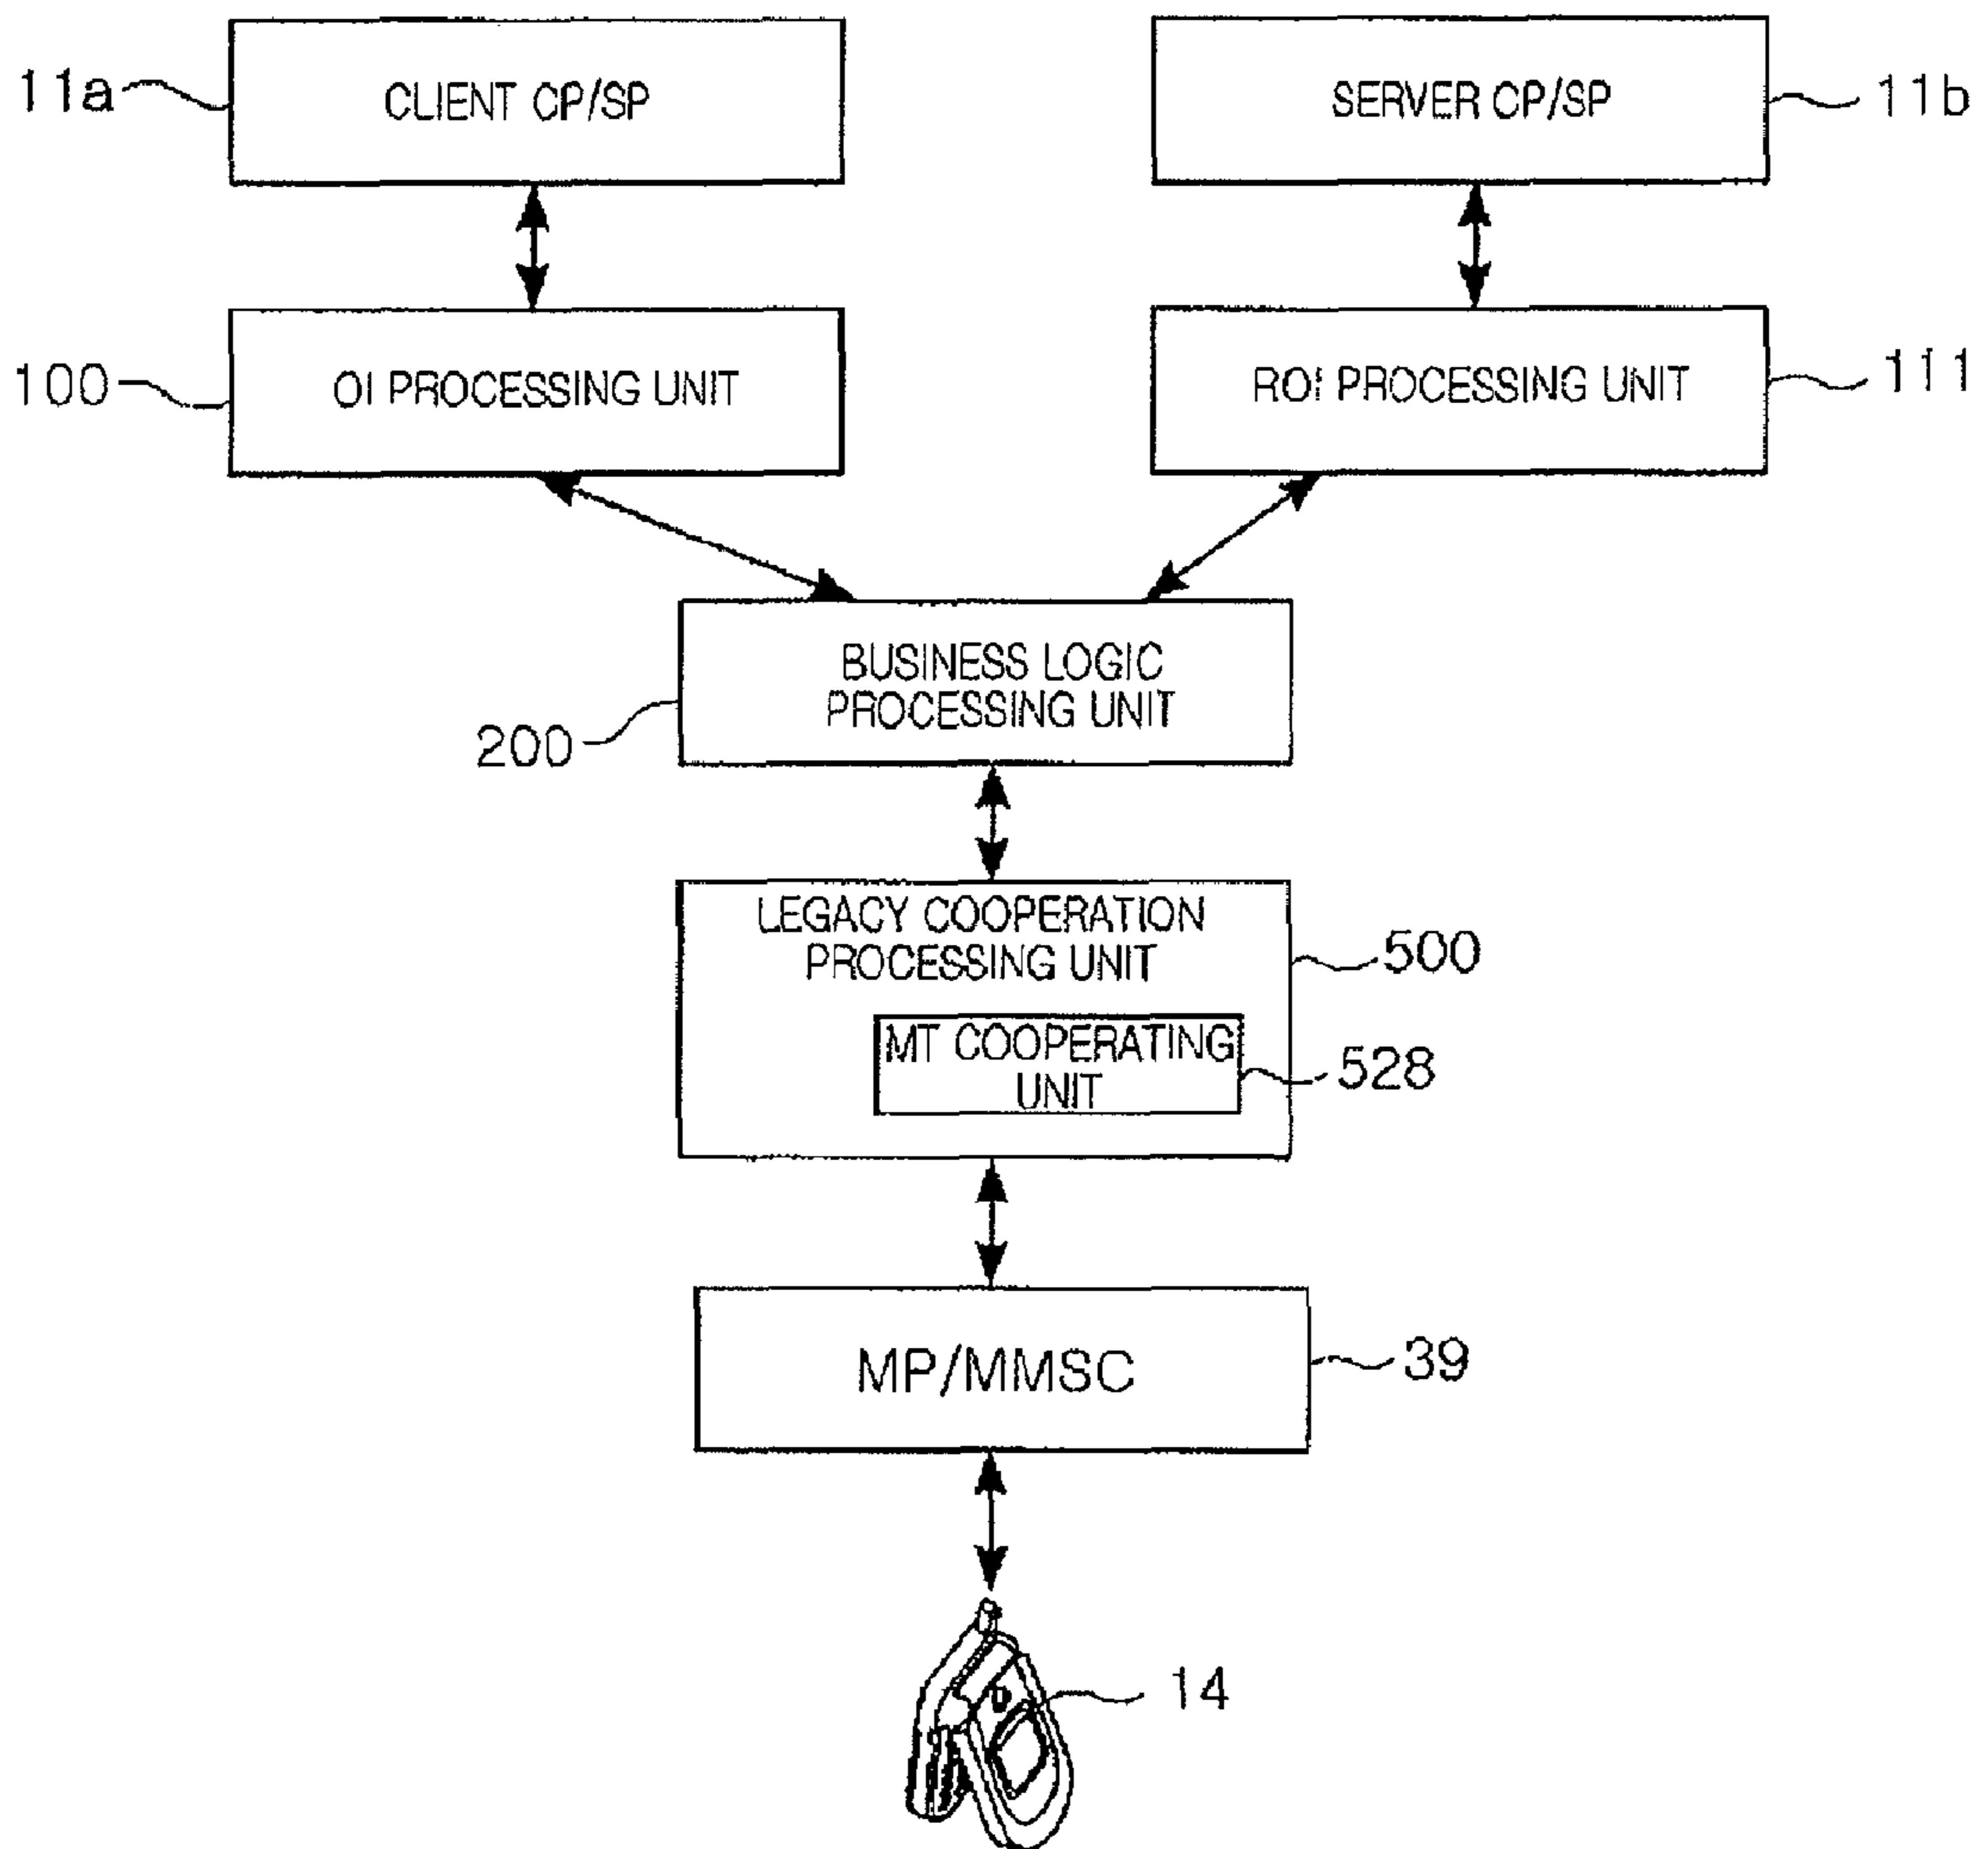 11a
CLIENT CP/SP
SERVER CP/SP
11b
100
OI PROCESSING UNIT
ROI PROCESSING UNIT
111
BUSINESS LOGIC
PROCESSING UNIT
200
LEGACY COOPERATION
PROCESSING UNIT
500
MT COOPERATING
UNIT
528
MP/MMSC
39
14